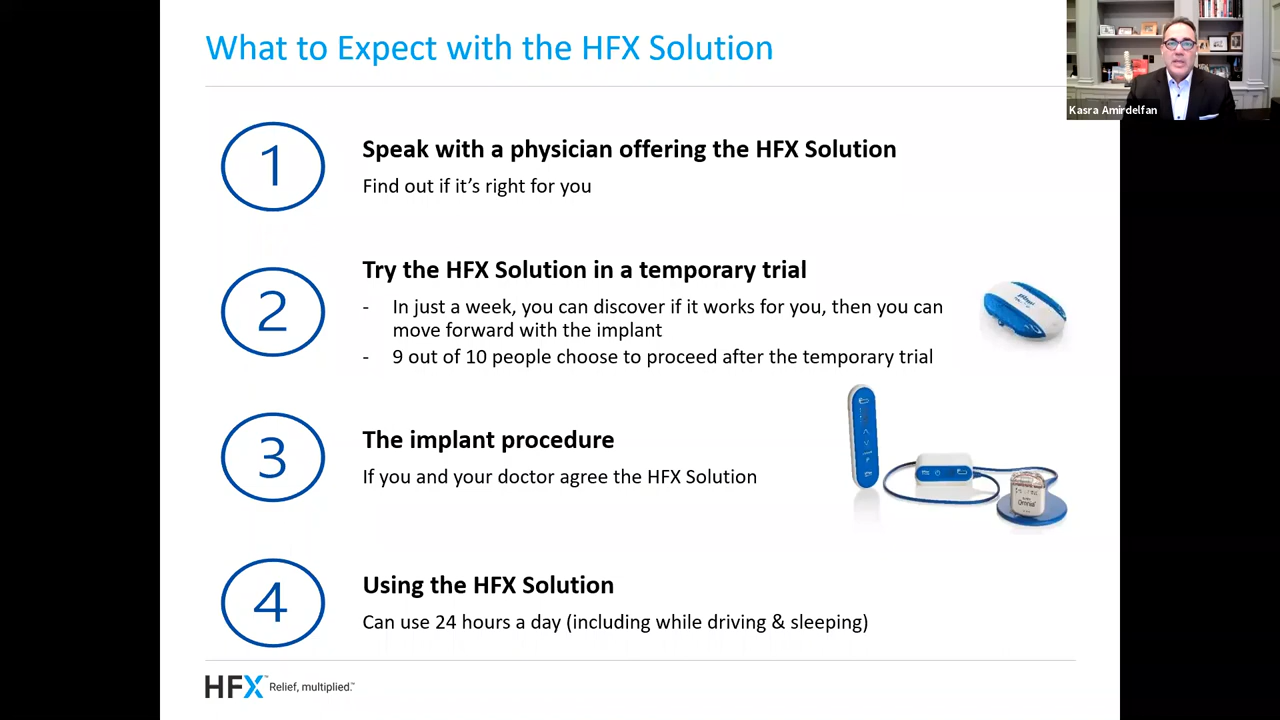 What to Expect with the HFX Solution
Kasra Amirdelfan
1
Speak with a physician offering the HFX Solution
Find out if it's right for you
2
Try the HFX Solution in a temporary trial
- In just a week, you can discover if it works for you, then you can
move forward with the implant
- 9 out of 10 people choose to proceed after the temporary trial
3
The implant procedure
If you and your doctor agree the HFX Solution
Omnia
4
Using the HFX Solution
Can use 24 hours a day (including while driving & sleeping)
HFX™ Relief, multiplied.™